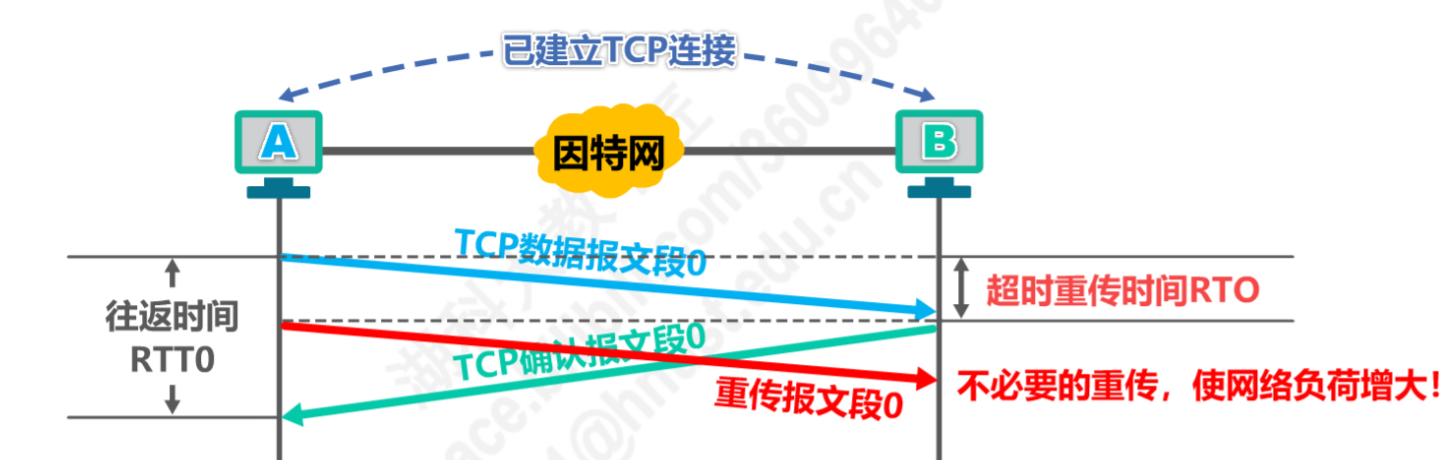 已建立TCP连接
A
因特网
B
TCP数据报文段0
往返时间
RTT0
超时重传时间RTO
TCP确认报文段0
重传报文段0
不必要的重传，使网络负荷增大！